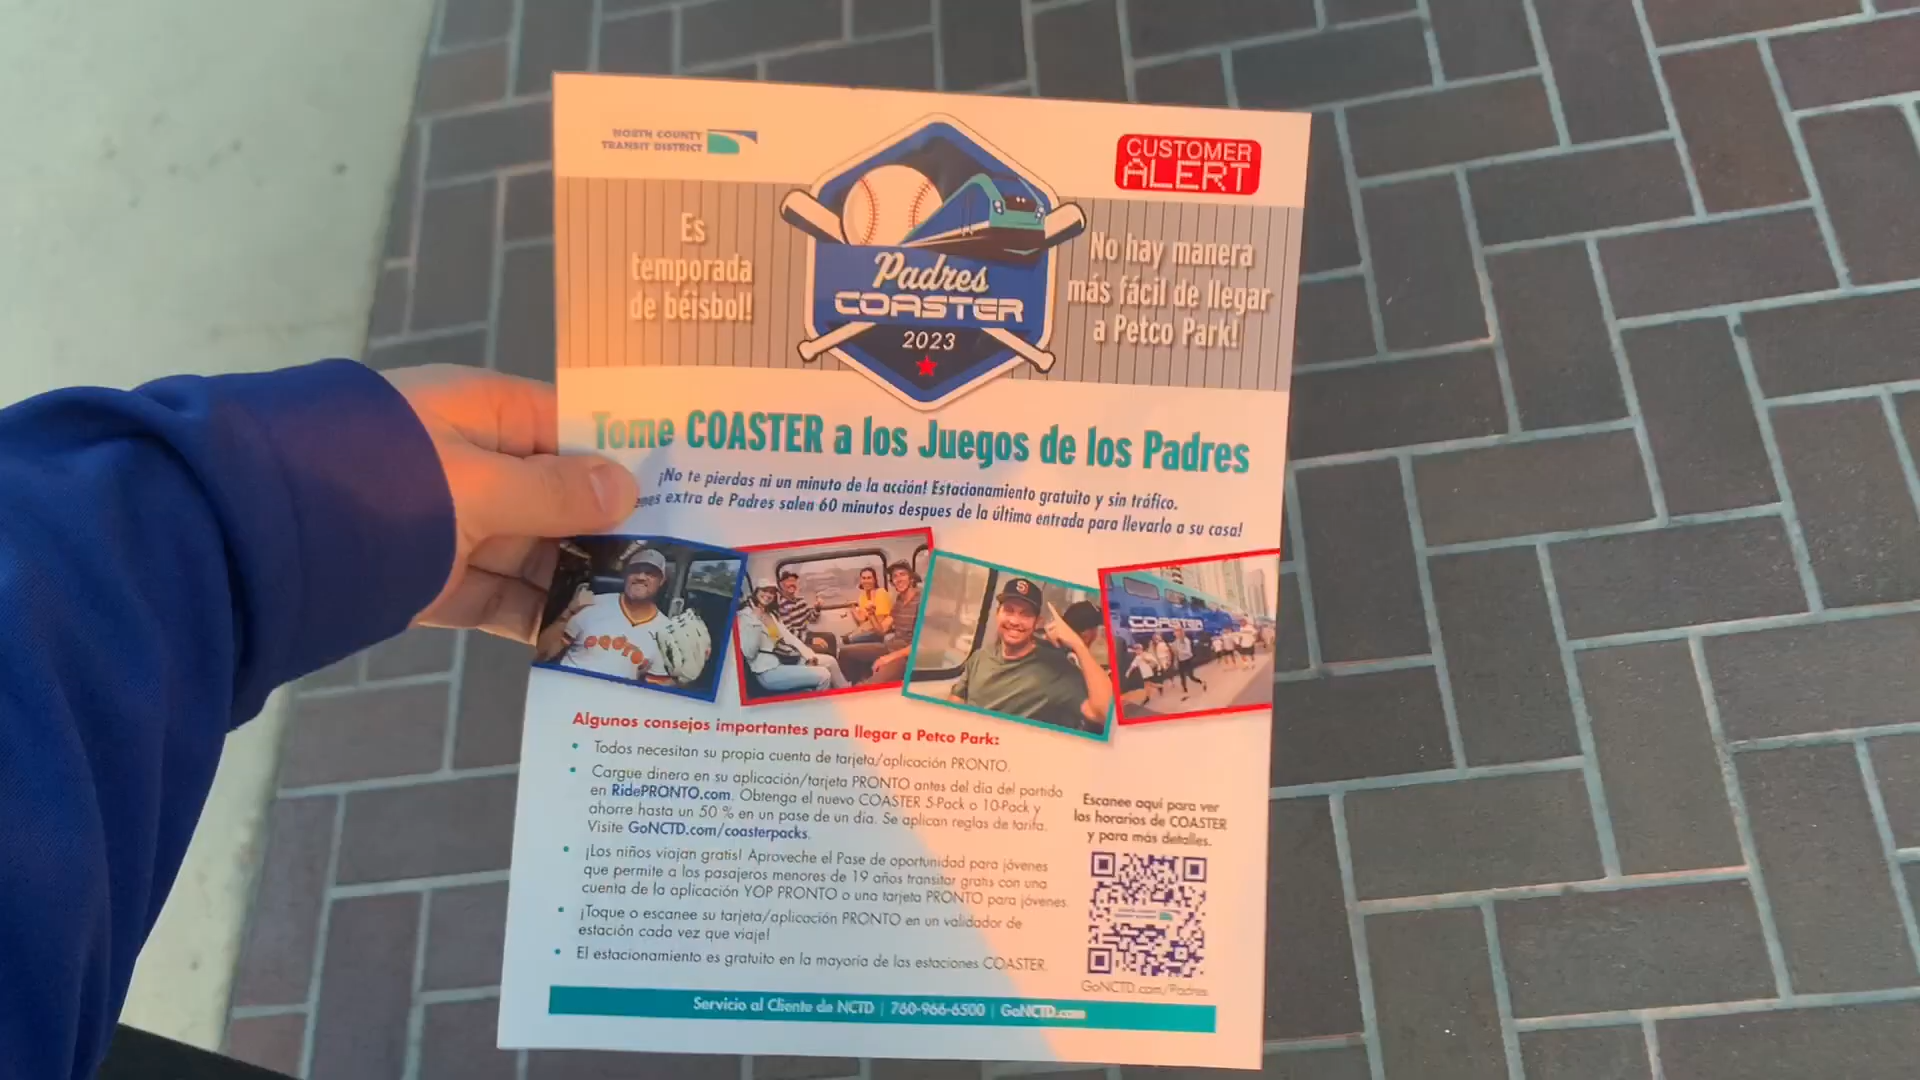 NORTH COUNTY
TRANSIT DISTRICT
CUSTOMER
ALERT
Es
temporada
de béisbol!
Padres
COASTER
2023
No hay manera
más fácil de llegar
a Petco Park!
Tome COASTER a los Juegos de los Padres
¡No te pierdas ni un minuto de la acción! Estacionamiento gratuito y sin tráfico.
extra de Padres salen 60 minutos despues de la última entrada para llevarlo a su casa!
PADRES
COASTER
Algunos consejos importantes para llegar a Petco Park:
• Todos necesitan su propia cuenta de tarjeta/aplicación PRONTO.
• Cargue dinero en su aplicación/tarjeta PRONTO antes del día del partido
en RidePRONTO.com. Obtenga el nuevo COASTER 5-Pack o 10-Pack y
ahorre hasta un 50 % en un pase de un día. Se aplican reglas de tarifa.
Visite GoNCTD.com/coasterpacks.
• ¡Los niños viajan gratis! Aproveche el Pase de oportunidad para jóvenes
que permite a los pasajeros menores de 19 años transitar gratis con una
cuenta de la aplicación YOP PRONTO o una tarjeta PRONTO para jóvenes.
• ¡Toque o escanee su tarjeta/aplicación PRONTO en un validador de
estación cada vez que viaje!
• El estacionamiento es gratuito en la mayoría de las estaciones COASTER.
Escanee aquí para ver
los horarios de COASTER
y para más detalles.
GoNCTD.com/Padres
Servicio al Cliente de NCTD | 760-966-6500 | GoNCTD.com